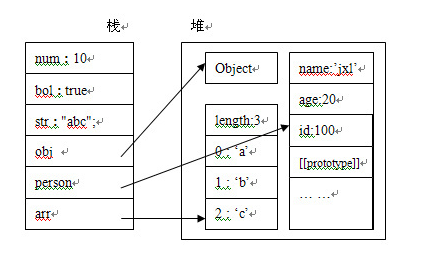 栈
堆
num：10
bol：true
str："abc";
obj
person
arr
Object
length:3
0：‘a’
1：‘b’
2：‘c’
name:’jxl’
age:20
id:100
[[prototype]]
… …